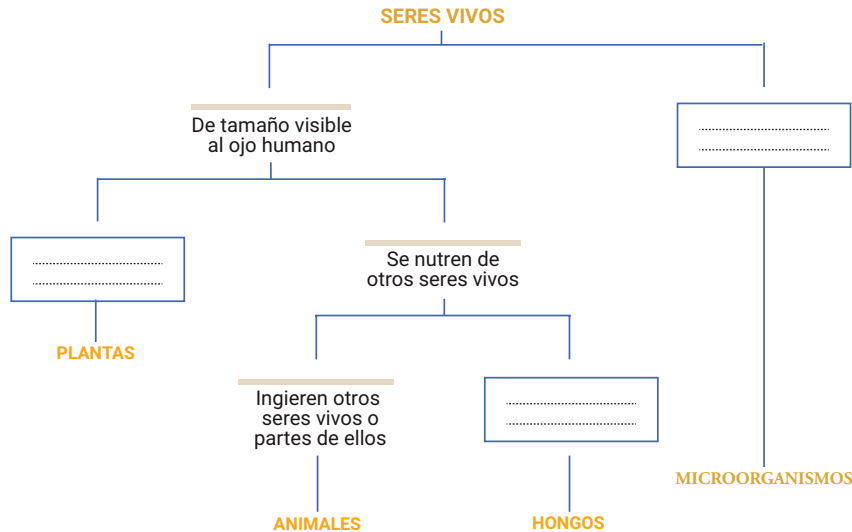 SERES VIVOS
De tamaño visible
al ojo humano
Se nutren de
otros seres vivos
PLANTAS
Ingieren otros
seres vivos o
partes de ellos
MICROORGANISMOS
ANIMALES
HONGOS